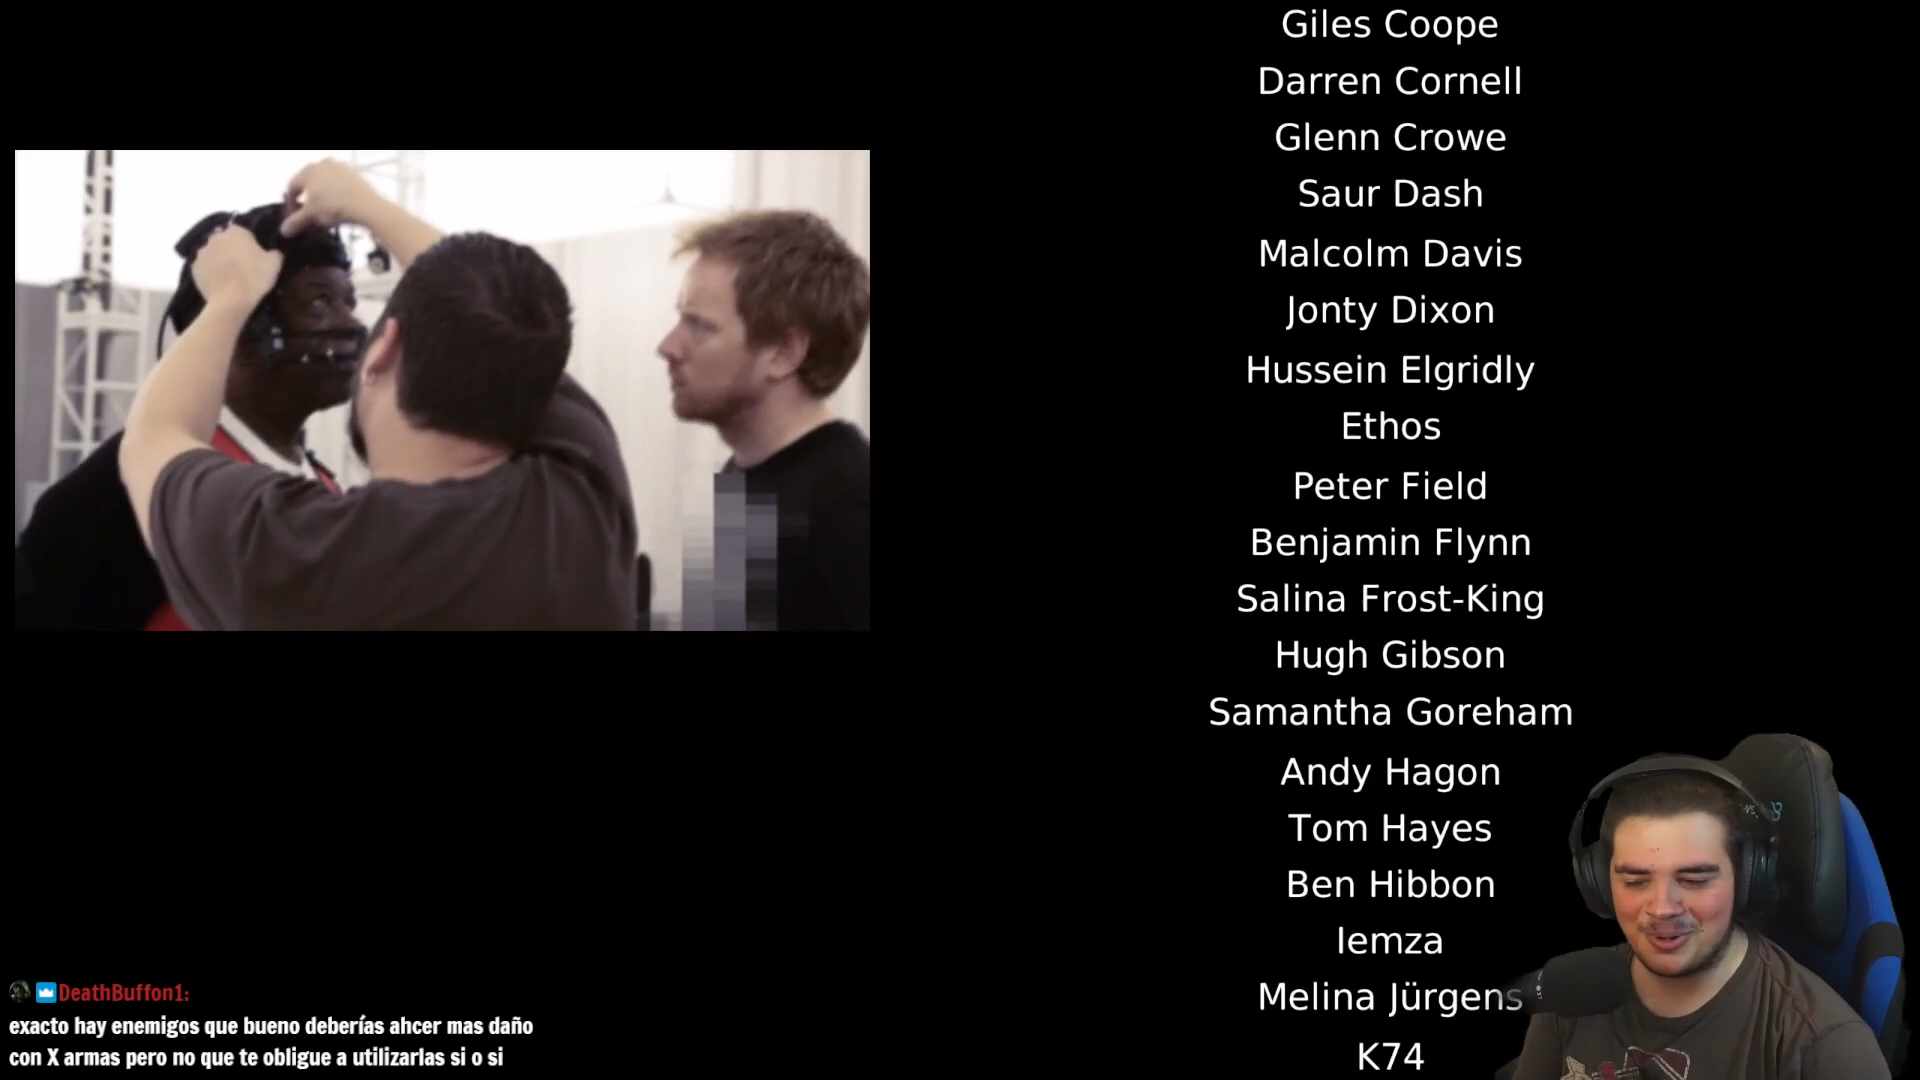 Giles Coope
Darren Cornell
Glenn Crowe
Saur Dash
Malcolm Davis
Jonty Dixon
Hussein Elgridly
Ethos
Peter Field
Benjamin Flynn
Salina Frost-King
Hugh Gibson
Samantha Goreham
Andy Hagon
Tom Hayes
Ben Hibbon
Iemza
Melina Jürgens
K74
DeathBuffon1:
exacto hay enemigos que bueno deberías ahcer mas daño
con X armas pero no que te obligue a utilizarlas si o si